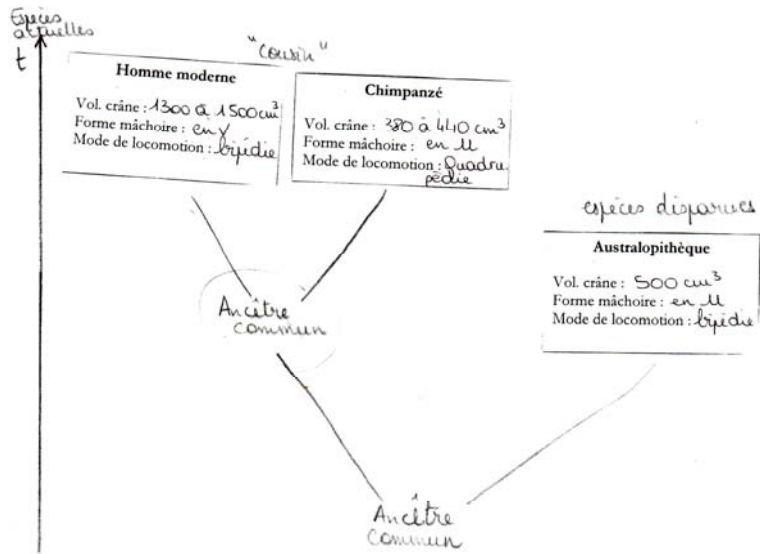 Espèces
actuelles
t
"cousin"
Homme moderne
Vol. crâne : 1300 à 1500 cm³
Forme mâchoire : en V
Mode de locomotion : bipédie
Chimpanzé
Vol. crâne : 380 à 440 cm³
Forme mâchoire : en U
Mode de locomotion : Quadru
pédie
espèces disparues
Australopithèque
Vol. crâne : 500 cm³
Forme mâchoire : en U
Mode de locomotion : bipédie
Ancêtre
commun
Ancêtre
commun